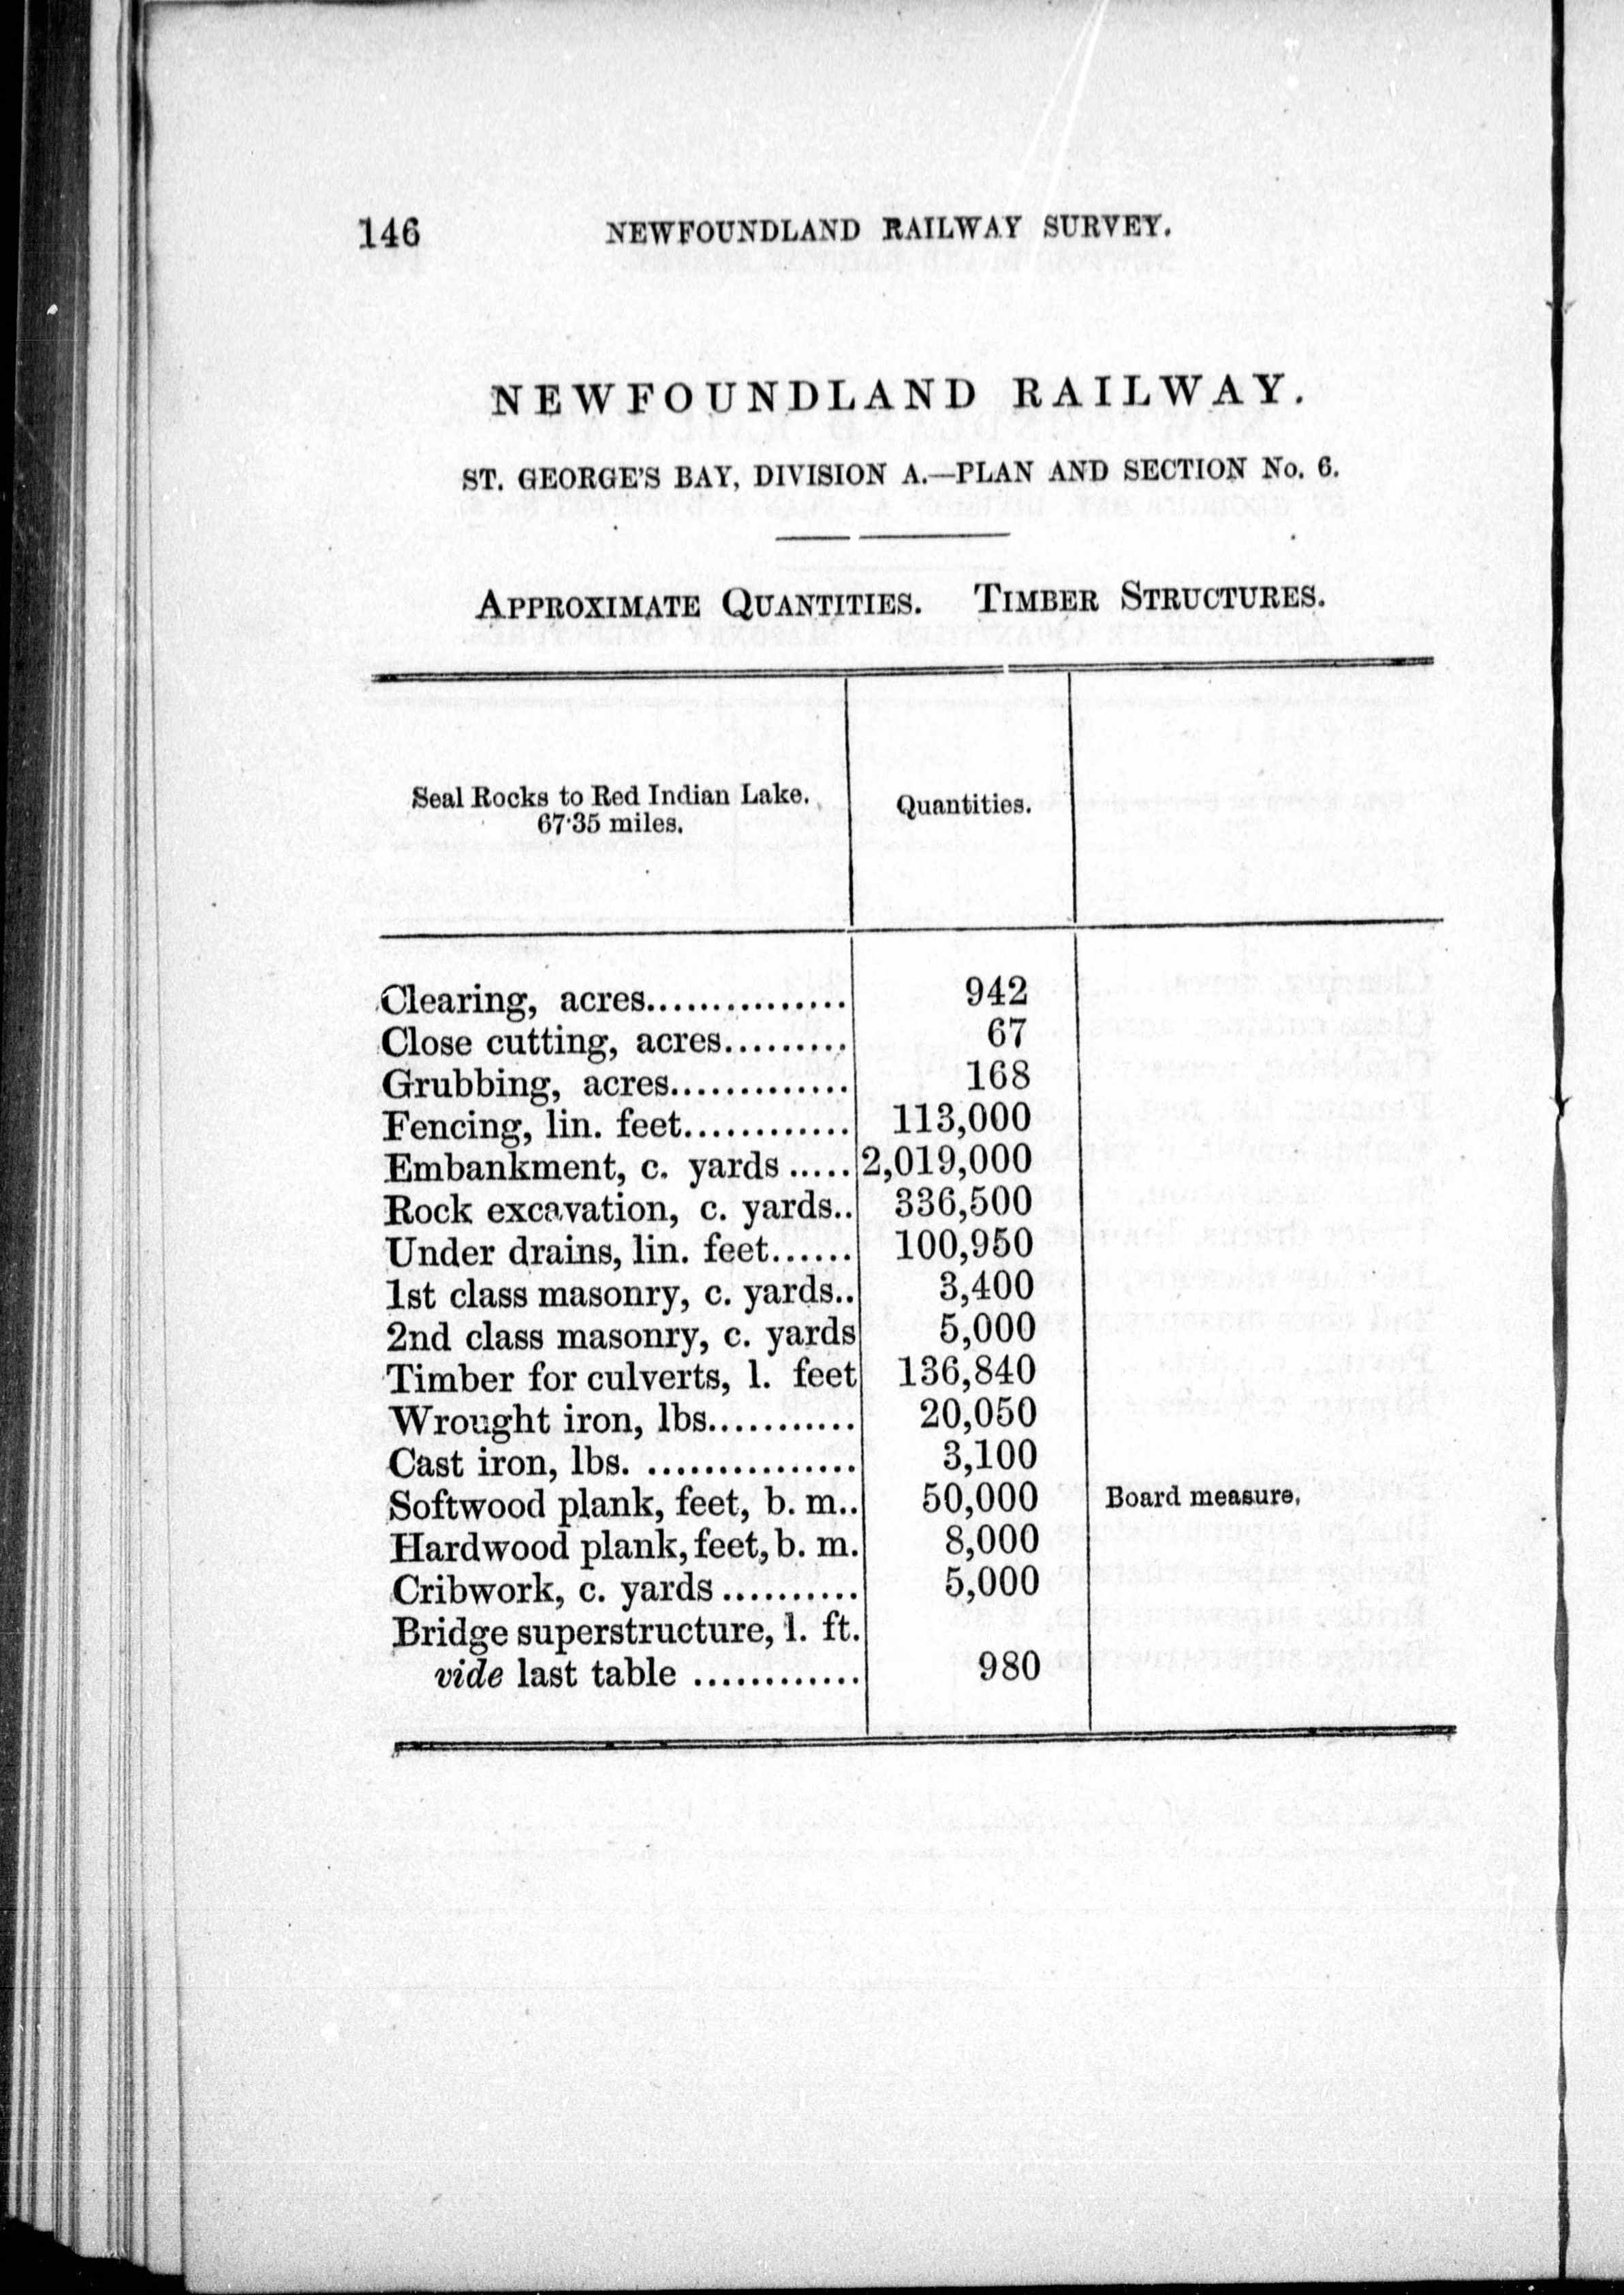 146 NEWFOUNDLAND RAILWAY SURVEY.
NEWFOUNDLAND RAILWAY.
ST. GEORGE'S BAY, DIVISION A.—PLAN AND SECTION No. 6.
APPROXIMATE QUANTITIES. TIMBER STRUCTURES.
Seal Rocks to Red Indian Lake.
67·35 miles.
Quantities.
Clearing, acres............... 942
Close cutting, acres......... 67
Grubbing, acres............. 168
Fencing, lin. feet............ 113,000
Embankment, c. yards ..... 2,019,000
Rock excavation, c. yards.. 336,500
Under drains, lin. feet...... 100,950
1st class masonry, c. yards.. 3,400
2nd class masonry, c. yards 5,000
Timber for culverts, l. feet 136,840
Wrought iron, lbs........... 20,050
Cast iron, lbs. ............... 3,100
Softwood plank, feet, b. m.. 50,000 Board measure,
Hardwood plank, feet, b. m. 8,000
Cribwork, c. yards .......... 5,000
Bridge superstructure, l. ft.
vide last table ............ 980